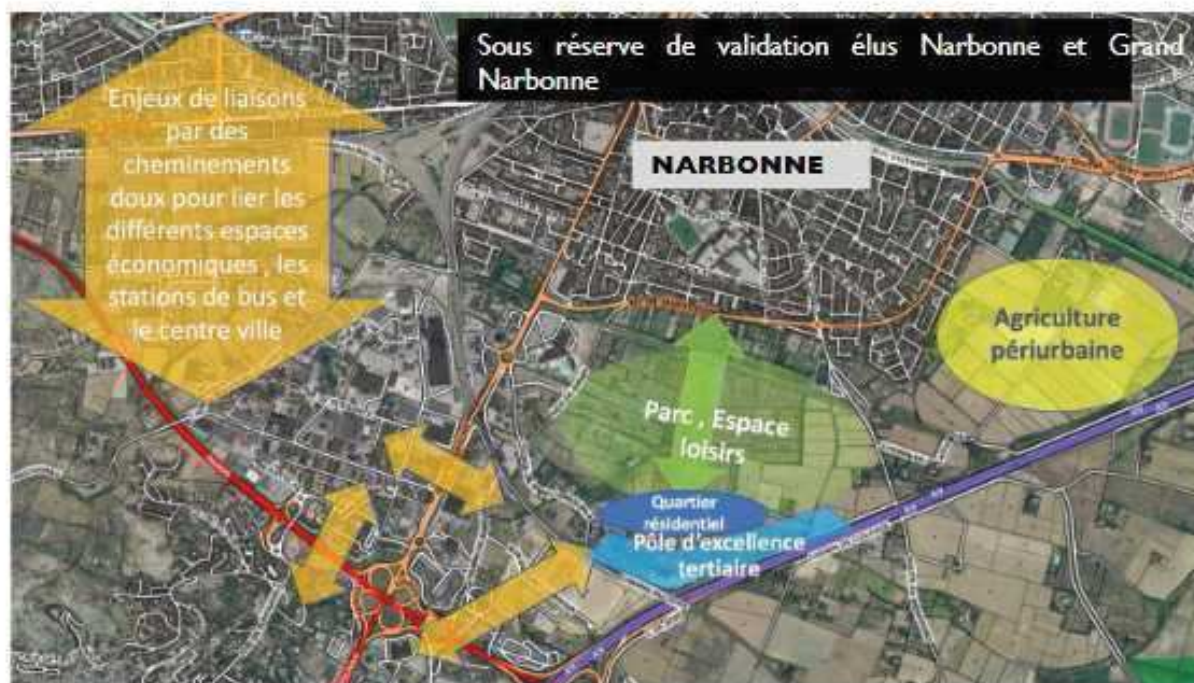 Sous réserve de validation élus Narbonne et Grand
Narbonne
Enjeux de liaisons
par des
cheminements
doux pour lier les
différents espaces
économiques , les
stations de bus et
le centre ville
NARBONNE
Agriculture
périurbaine
Parc , Espace
loisirs
Quartier
résidentiel
Pôle d'excellence
tertiaire